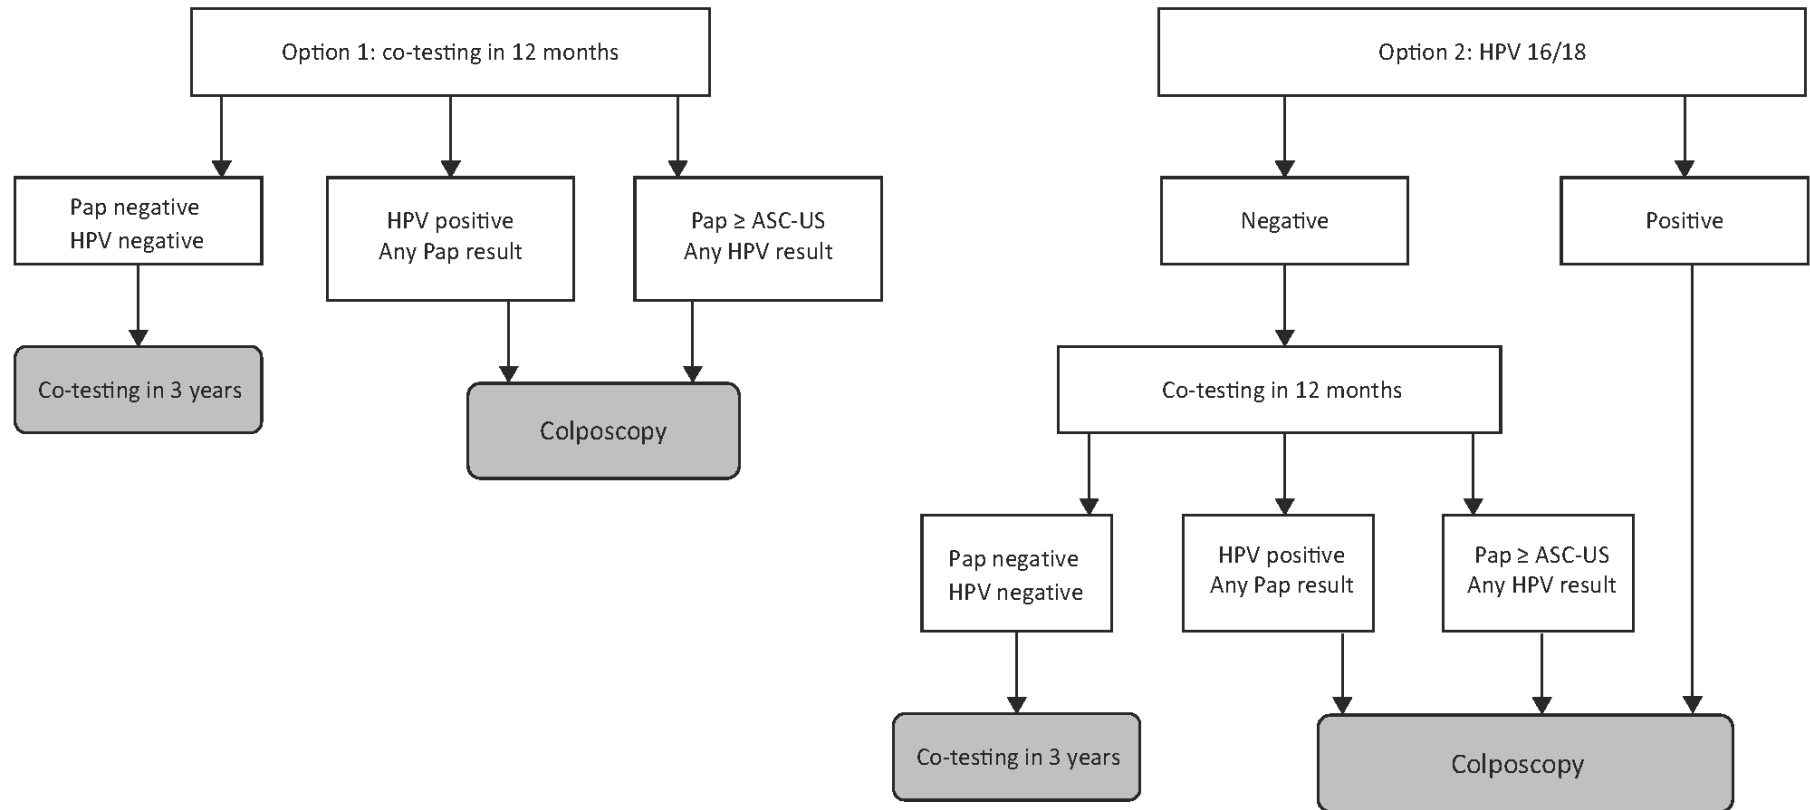 Option 1: co-testing in 12 months
Pap negative
HPV negative
HPV positive
Any Pap result
Pap ≥ ASC-US
Any HPV result
Co-testing in 3 years
Colposcopy
Option 2: HPV 16/18
Negative
Positive
Co-testing in 12 months
Pap negative
HPV negative
HPV positive
Any Pap result
Pap ≥ ASC-US
Any HPV result
Co-testing in 3 years
Colposcopy